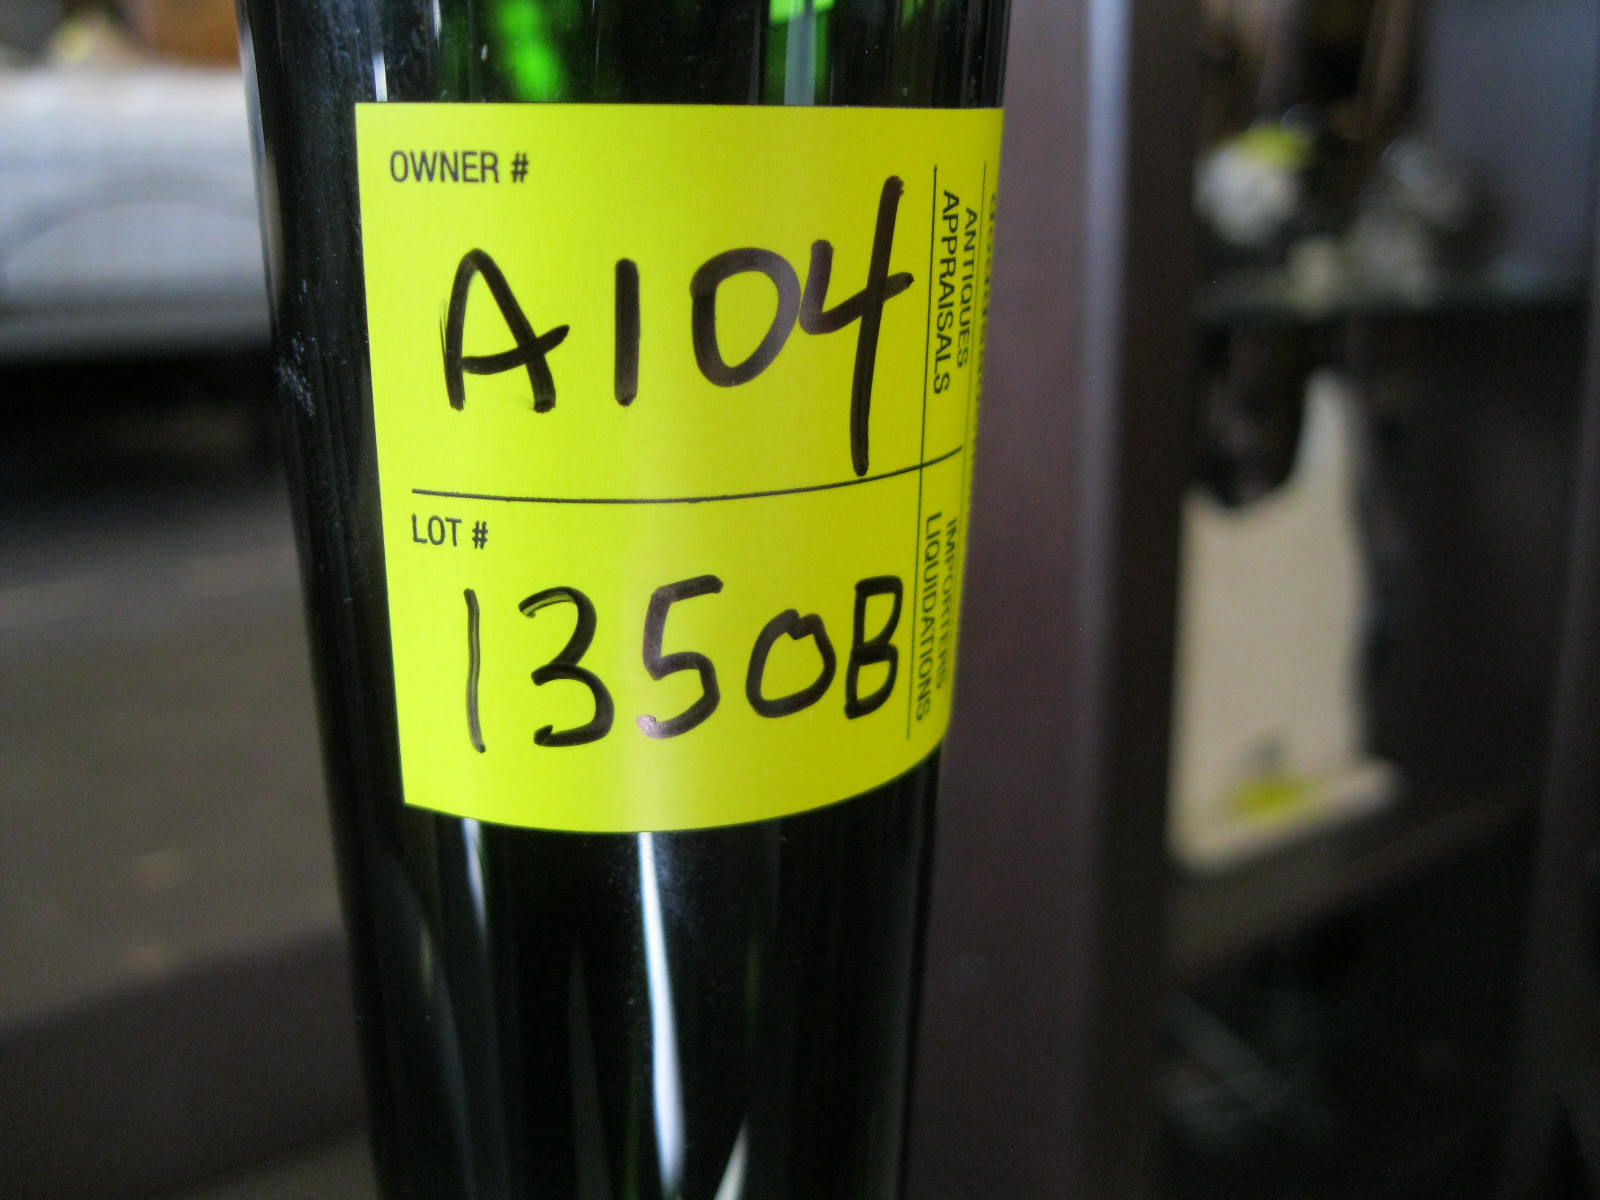 OWNER #
A104
LOT #
1350B
ANTIQUES
APPRAISALS
IMPORTERS
LIQUIDATIONS